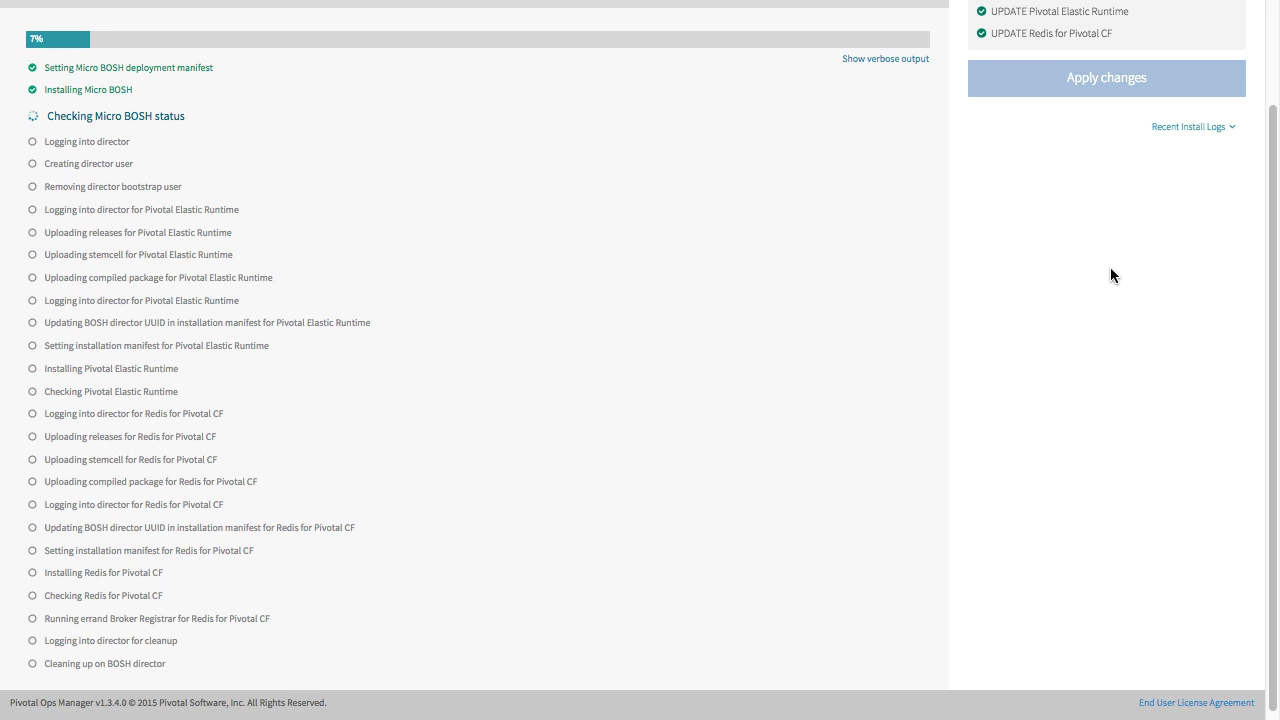 7%
Show verbose output
Setting Micro BOSH deployment manifest
Installing Micro BOSH
Checking Micro BOSH status
Logging into director
Creating director user
Removing director bootstrap user
Logging into director for Pivotal Elastic Runtime
Uploading releases for Pivotal Elastic Runtime
Uploading stemcell for Pivotal Elastic Runtime
Uploading compiled package for Pivotal Elastic Runtime
Logging into director for Pivotal Elastic Runtime
Updating BOSH director UUID in installation manifest for Pivotal Elastic Runtime
Setting installation manifest for Pivotal Elastic Runtime
Installing Pivotal Elastic Runtime
Checking Pivotal Elastic Runtime
Logging into director for Redis for Pivotal CF
Uploading releases for Redis for Pivotal CF
Uploading stemcell for Redis for Pivotal CF
Uploading compiled package for Redis for Pivotal CF
Logging into director for Redis for Pivotal CF
Updating BOSH director UUID in installation manifest for Redis for Pivotal CF
Setting installation manifest for Redis for Pivotal CF
Installing Redis for Pivotal CF
Checking Redis for Pivotal CF
Running errand Broker Registrar for Redis for Pivotal CF
Logging into director for cleanup
Cleaning up on BOSH director
UPDATE Pivotal Elastic Runtime
UPDATE Redis for Pivotal CF
Apply changes
Recent Install Logs
Pivotal Ops Manager v1.3.4.0 © 2015 Pivotal Software, Inc. All Rights Reserved.
End User License Agreement